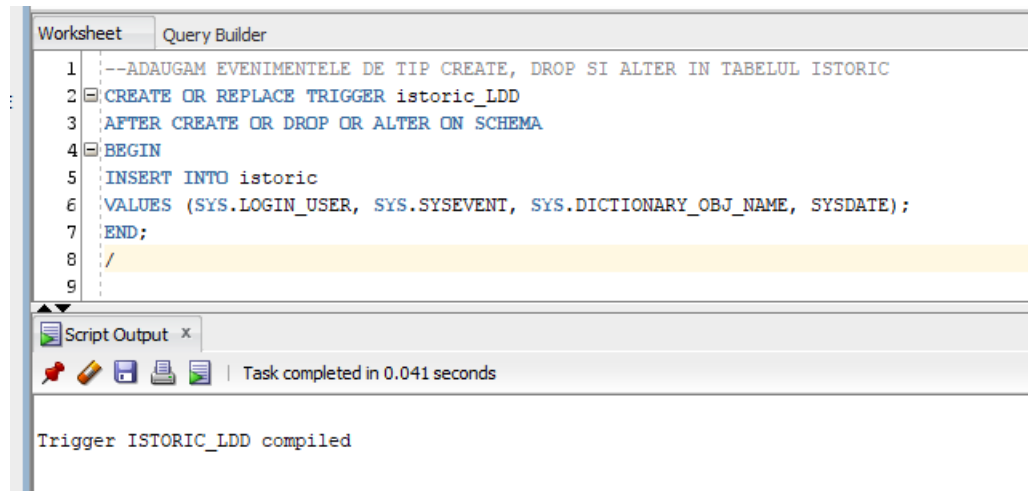 Worksheet Query Builder
1 --ADAUGAM EVENIMENTELE DE TIP CREATE, DROP SI ALTER IN TABELUL ISTORIC
2 CREATE OR REPLACE TRIGGER istoric_LDD
3 AFTER CREATE OR DROP OR ALTER ON SCHEMA
4 BEGIN
5 INSERT INTO istoric
6 VALUES (SYS.LOGIN_USER, SYS.SYSEVENT, SYS.DICTIONARY_OBJ_NAME, SYSDATE);
7 END;
8 /
9
Script Output x
| Task completed in 0.041 seconds
Trigger ISTORIC_LDD compiled